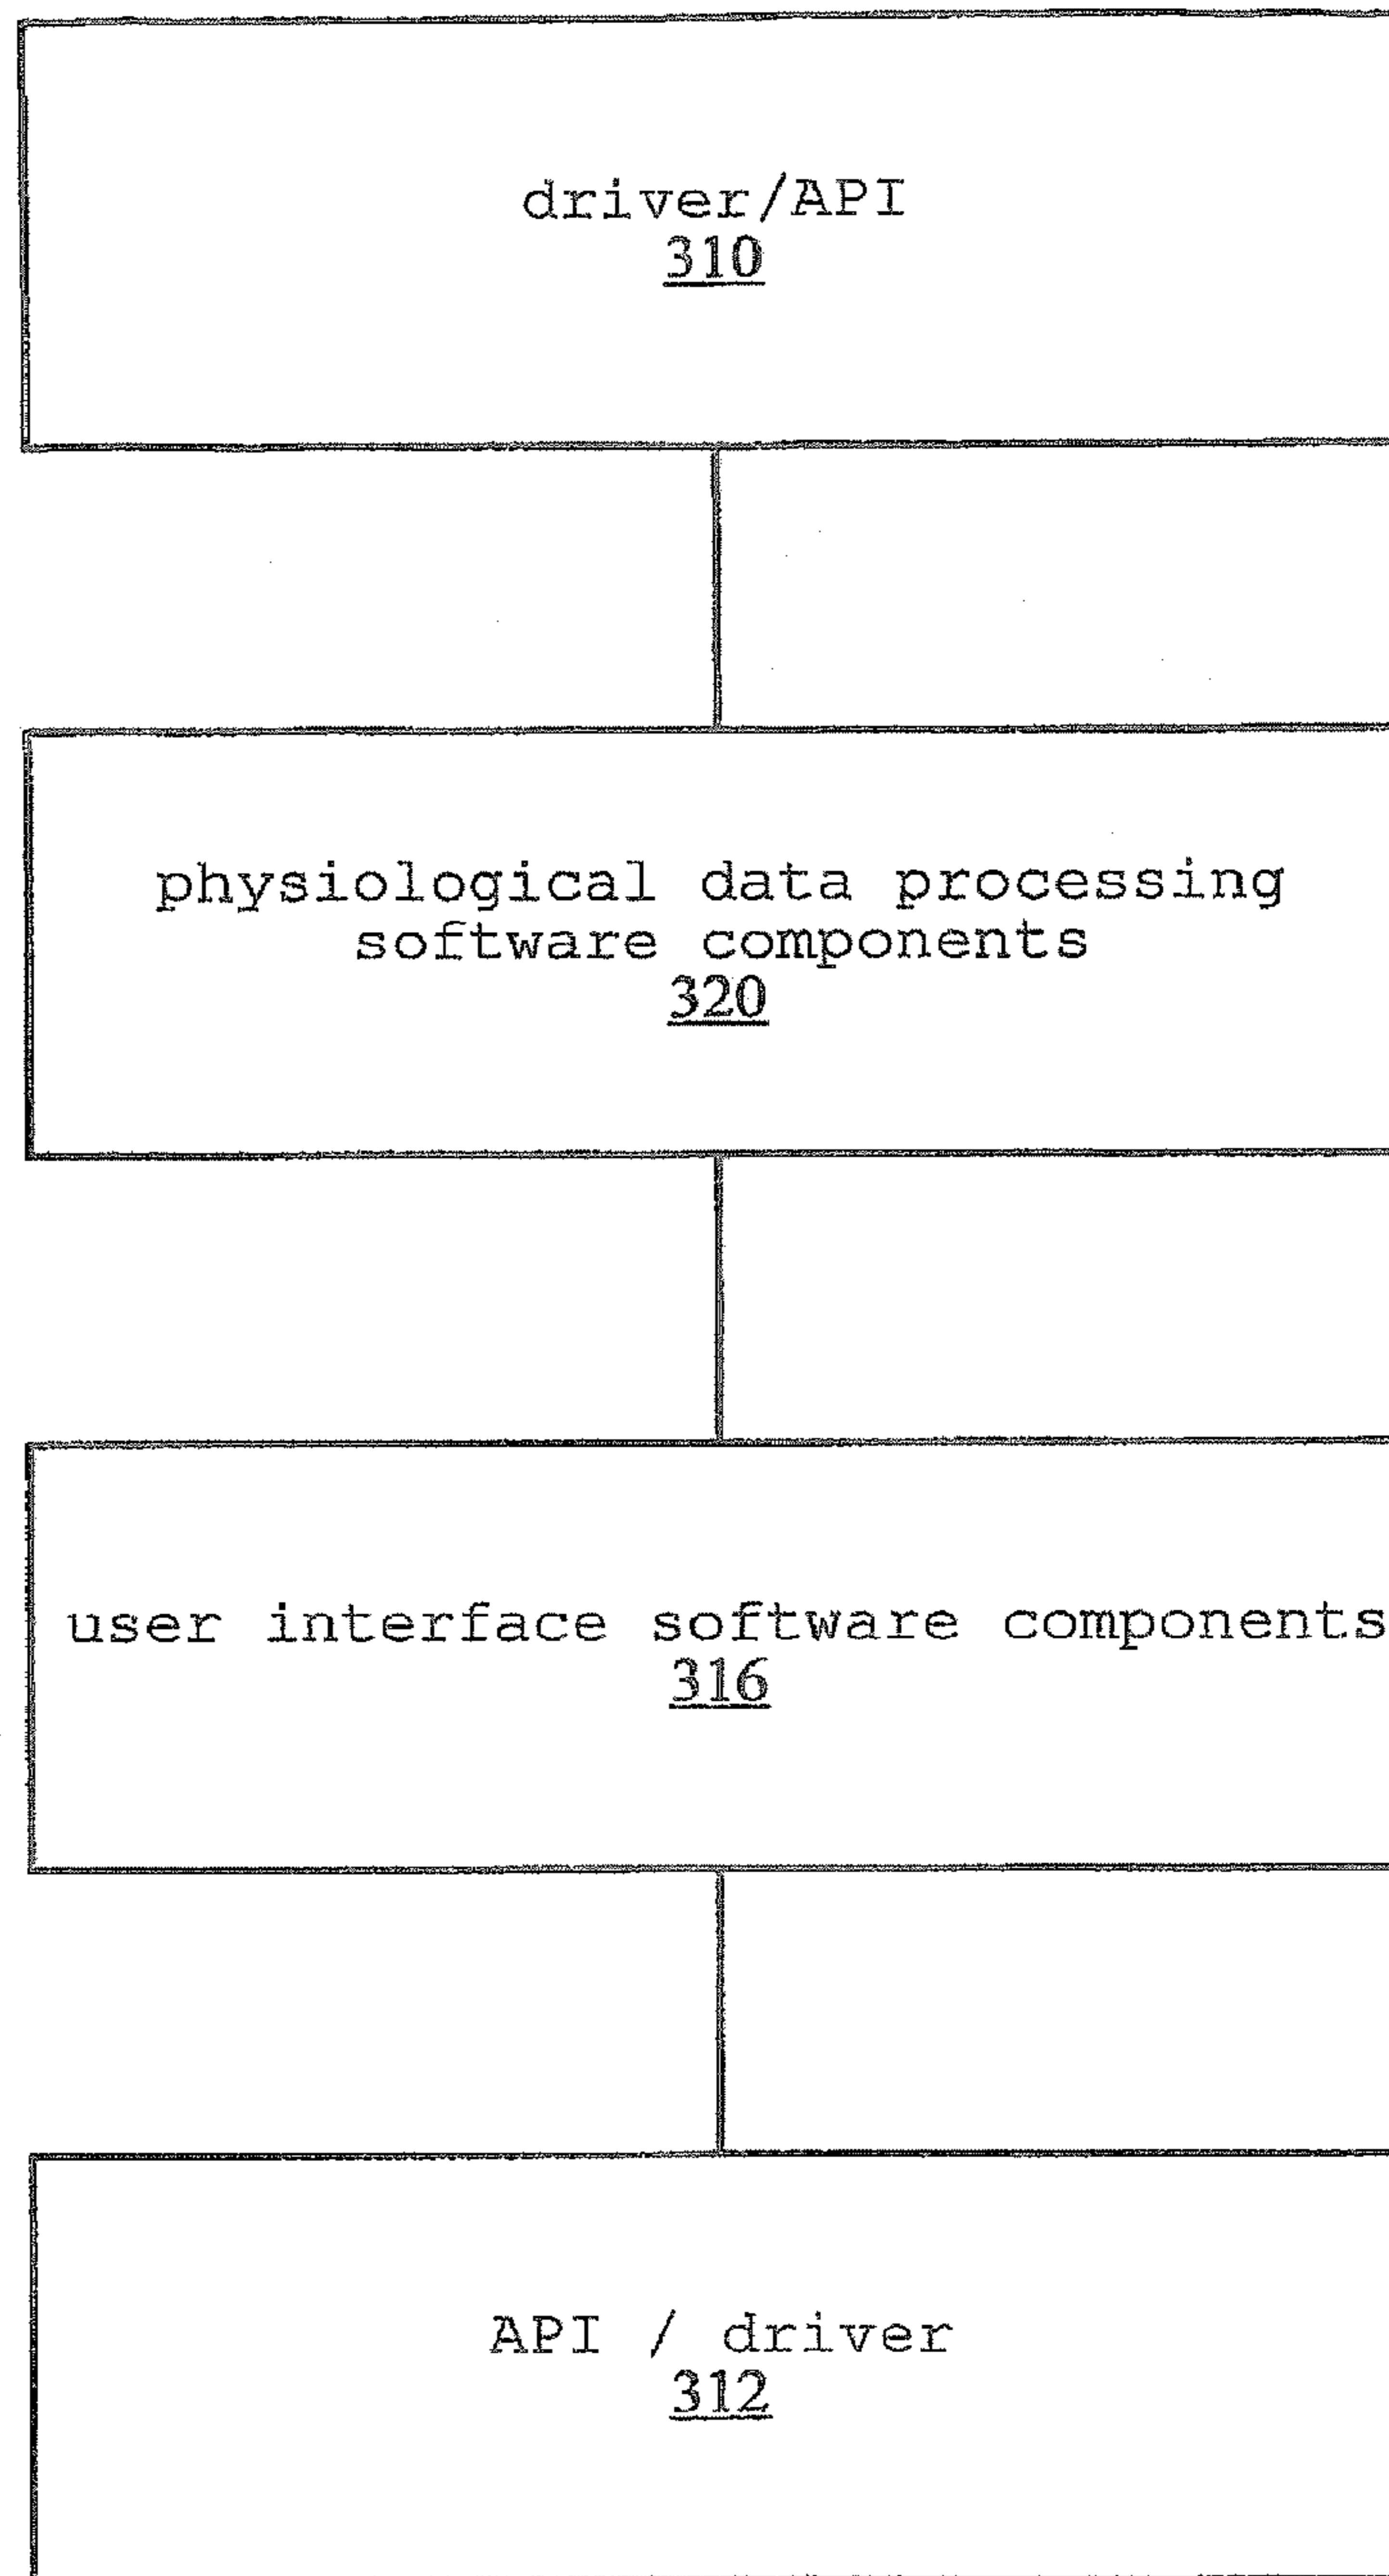 driver/API
310
physiological data processing
software components
320
user interface software components
316
API / driver
312